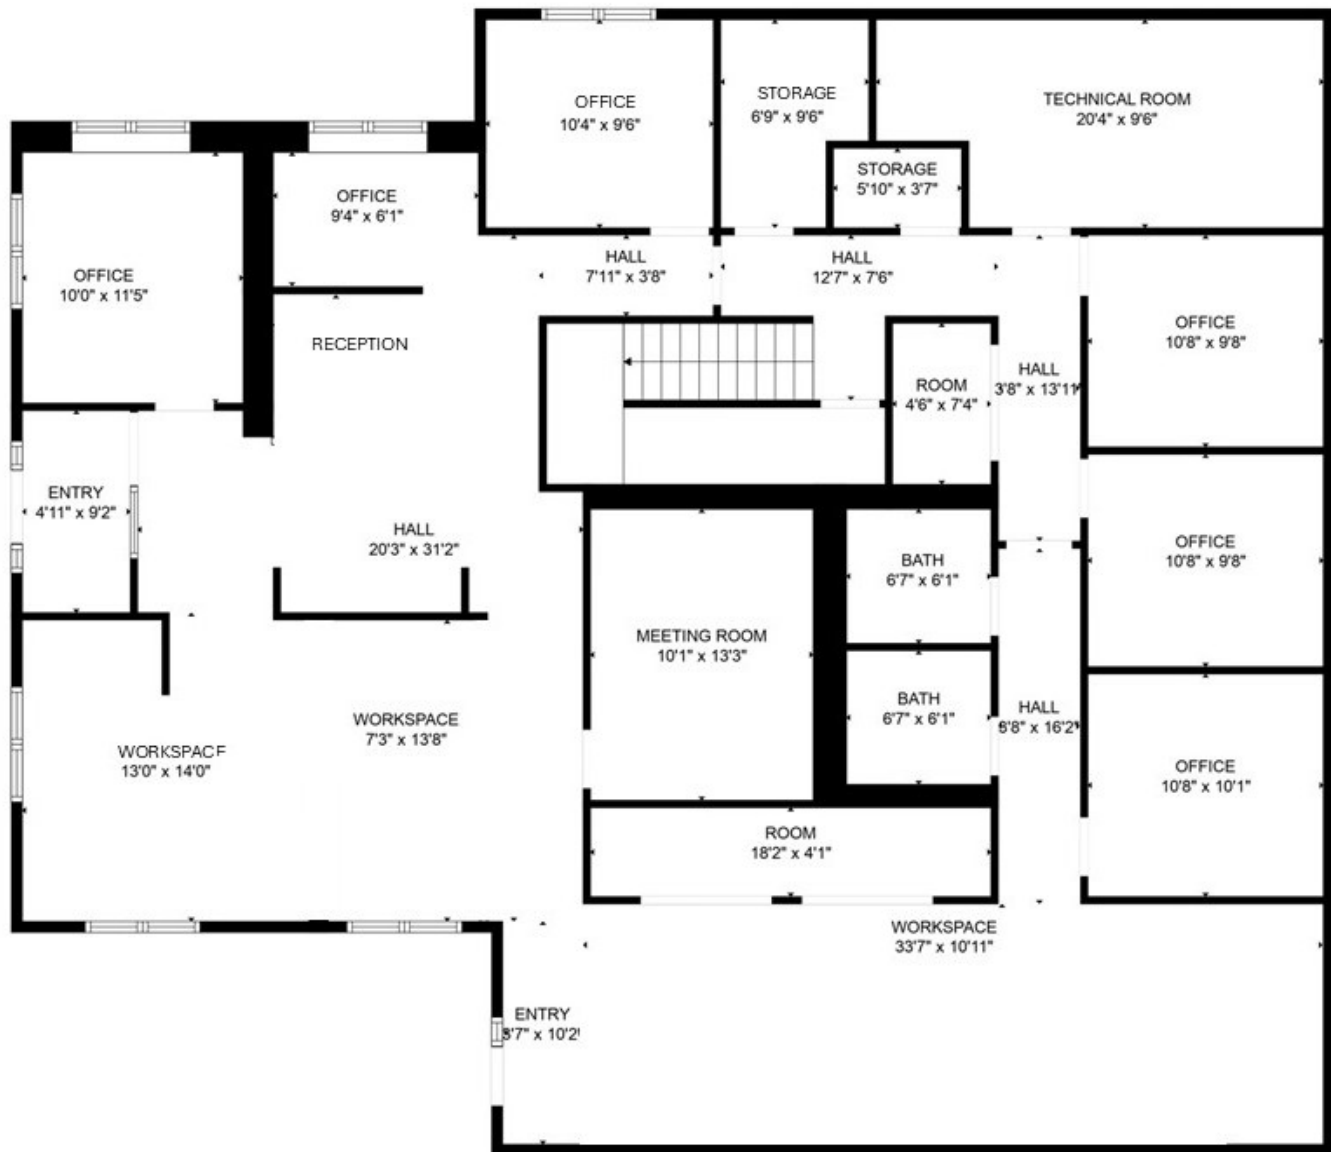 OFFICE
10'4" x 9'6"
STORAGE
6'9" x 9'6"
TECHNICAL ROOM
20'4" x 9'6"
STORAGE
5'10" x 3'7"
OFFICE
9'4" x 6'1"
OFFICE
10'0" x 11'5"
HALL
7'11" x 3'8"
HALL
12'7" x 7'6"
RECEPTION
OFFICE
10'8" x 9'8"
HALL
3'8" x 13'11
ROOM
4'6" x 7'4"
ENTRY
4'11" x 9'2"
HALL
20'3" x 31'2"
BATH
6'7" x 6'1"
OFFICE
10'8" x 9'8"
MEETING ROOM
10'1" x 13'3"
BATH
6'7" x 6'1"
HALL
x 16'2"
WORKSPACE
7'3" x 13'8"
WORKSPACE
13'0" x 14'0"
OFFICE
10'8" x 10'1"
ROOM
18'2" x 4'1"
WORKSPACE
33'7" x 10'11"
ENTRY
x 10'2